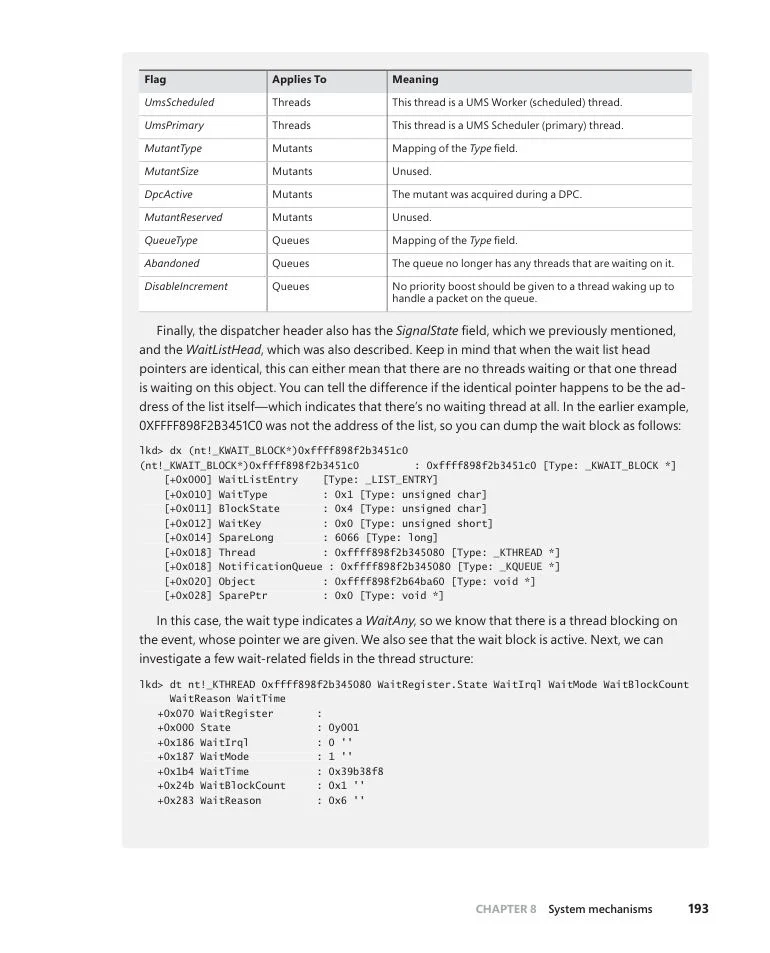 Flag Applies To Meaning
UmsScheduled Threads This thread is a UMS Worker (scheduled) thread.
UmsPrimary Threads This thread is a UMS Scheduler (primary) thread.
MutantType Mutants Mapping of the Type field.
MutantSize Mutants Unused.
DpcActive Mutants The mutant was acquired during a DPC.
MutantReserved Mutants Unused.
QueueType Queues Mapping of the Type field.
Abandoned Queues The queue no longer has any threads that are waiting on it.
DisableIncrement Queues No priority boost should be given to a thread waking up to
handle a packet on the queue.
Finally, the dispatcher header also has the SignalState field, which we previously mentioned,
and the WaitListHead, which was also described. Keep in mind that when the wait list head
pointers are identical, this can either mean that there are no threads waiting or that one thread
is waiting on this object. You can tell the difference if the identical pointer happens to be the ad-
dress of the list itself—which indicates that there's no waiting thread at all. In the earlier example,
0XFFFF898F2B3451C0 was not the address of the list, so you can dump the wait block as follows:
lkd> dx (nt!_KWAIT_BLOCK*)0xffff898f2b3451c0
(nt!_KWAIT_BLOCK*)0xffff898f2b3451c0 : 0xffff898f2b3451c0 [Type: _KWAIT_BLOCK *]
[+0x000] WaitListEntry [Type: _LIST_ENTRY]
[+0x010] WaitType : 0x1 [Type: unsigned char]
[+0x011] BlockState : 0x4 [Type: unsigned char]
[+0x012] WaitKey : 0x0 [Type: unsigned short]
[+0x014] SpareLong : 6066 [Type: long]
[+0x018] Thread : 0xffff898f2b345080 [Type: _KTHREAD *]
[+0x018] NotificationQueue : 0xffff898f2b345080 [Type: _KQUEUE *]
[+0x020] Object : 0xffff898f2b64ba60 [Type: void *]
[+0x028] SparePtr : 0x0 [Type: void *]
In this case, the wait type indicates a WaitAny, so we know that there is a thread blocking on
the event, whose pointer we are given. We also see that the wait block is active. Next, we can
investigate a few wait-related fields in the thread structure:
lkd> dt nt!_KTHREAD 0xffff898f2b345080 WaitRegister.State WaitIrql WaitMode WaitBlockCount
WaitReason WaitTime
+0x070 WaitRegister :
+0x000 State : 0y001
+0x186 WaitIrql : 0 ''
+0x187 WaitMode : 1 ''
+0x1b4 WaitTime : 0x39b38f8
+0x24b WaitBlockCount : 0x1 ''
+0x283 WaitReason : 0x6 ''
CHAPTER 8 System mechanisms 193